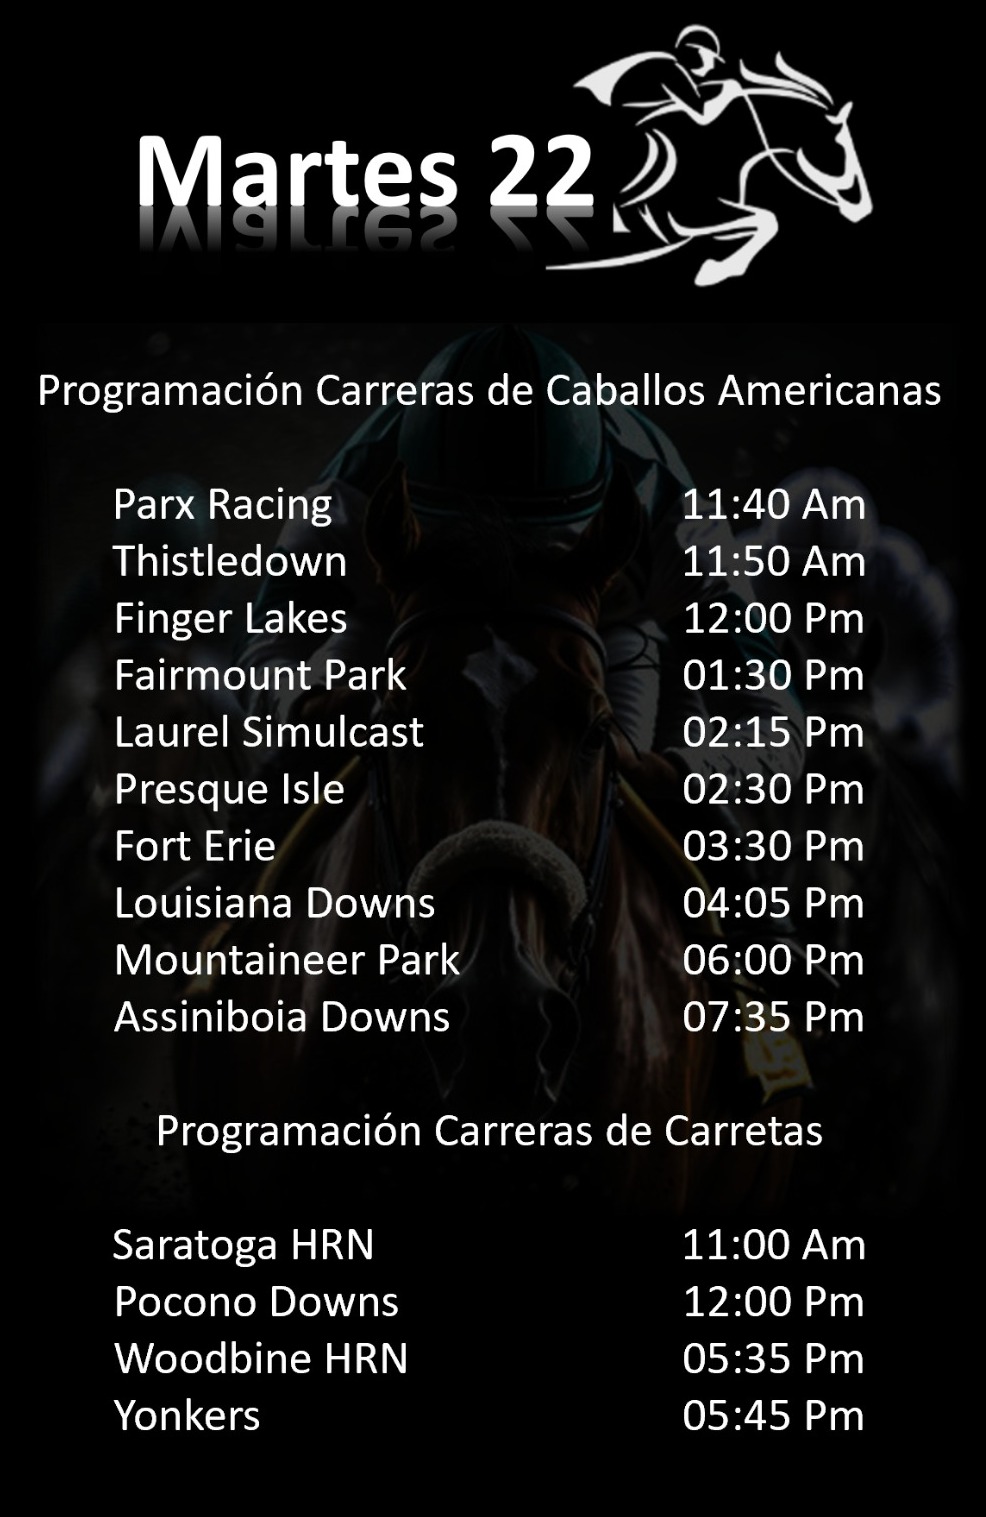 Martes 22
Programación Carreras de Caballos Americanas
Parx Racing 11:40 Am
Thistledown 11:50 Am
Finger Lakes 12:00 Pm
Fairmount Park 01:30 Pm
Laurel Simulcast 02:15 Pm
Presque Isle 02:30 Pm
Fort Erie 03:30 Pm
Louisiana Downs 04:05 Pm
Mountaineer Park 06:00 Pm
Assiniboia Downs 07:35 Pm
Programación Carreras de Carretas
Saratoga HRN 11:00 Am
Pocono Downs 12:00 Pm
Woodbine HRN 05:35 Pm
Yonkers 05:45 Pm